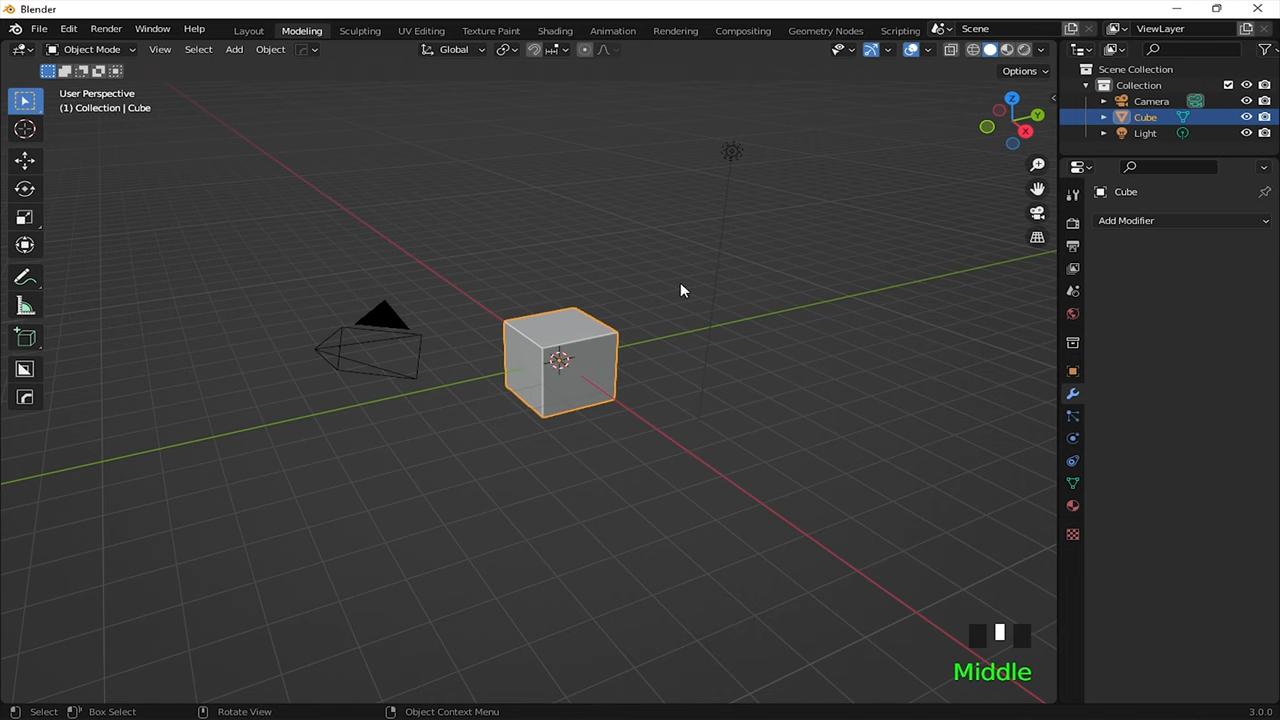 Blender
File Edit Render Window Help Layout Modeling Sculpting UV Editing Texture Paint Shading Animation Rendering Compositing Geometry Nodes Scripting Scene ViewLayer
Object Mode View Select Add Object Global
Options
User Perspective
(1) Collection | Cube
Z
Y
X
Scene Collection
Collection
Camera
Cube
Light
Cube
Add Modifier
Middle
Select Box Select Rotate View Object Context Menu 3.0.0